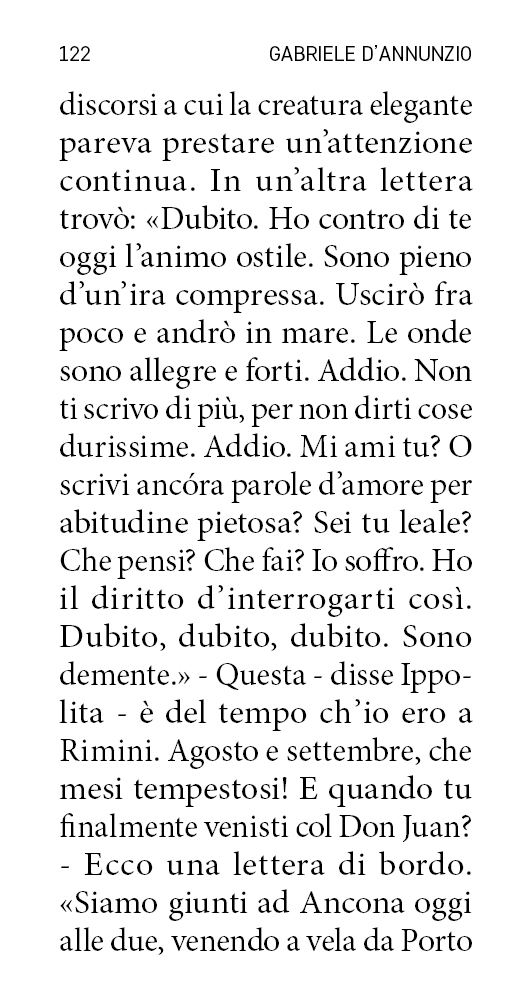 122 GABRIELE D’ANNUNZIO
discorsi a cui la creatura elegante
pareva prestare un’attenzione
continua. In un’altra lettera
trovò: «Dubito. Ho contro di te
oggi l’animo ostile. Sono pieno
d’un’ira compressa. Uscirò fra
poco e andrò in mare. Le onde
sono allegre e forti. Addio. Non
ti scrivo di più, per non dirti cose
durissime. Addio. Mi ami tu? O
scrivi ancóra parole d’amore per
abitudine pietosa? Sei tu leale?
Che pensi? Che fai? Io soffro. Ho
il diritto d’interrogarti così.
Dubito, dubito, dubito. Sono
demente.» - Questa - disse Ippo-
lita - è del tempo ch’io ero a
Rimini. Agosto e settembre, che
mesi tempestosi! E quando tu
finalmente venisti col Don Juan?
- Ecco una lettera di bordo.
«Siamo giunti ad Ancona oggi
alle due, venendo a vela da Porto